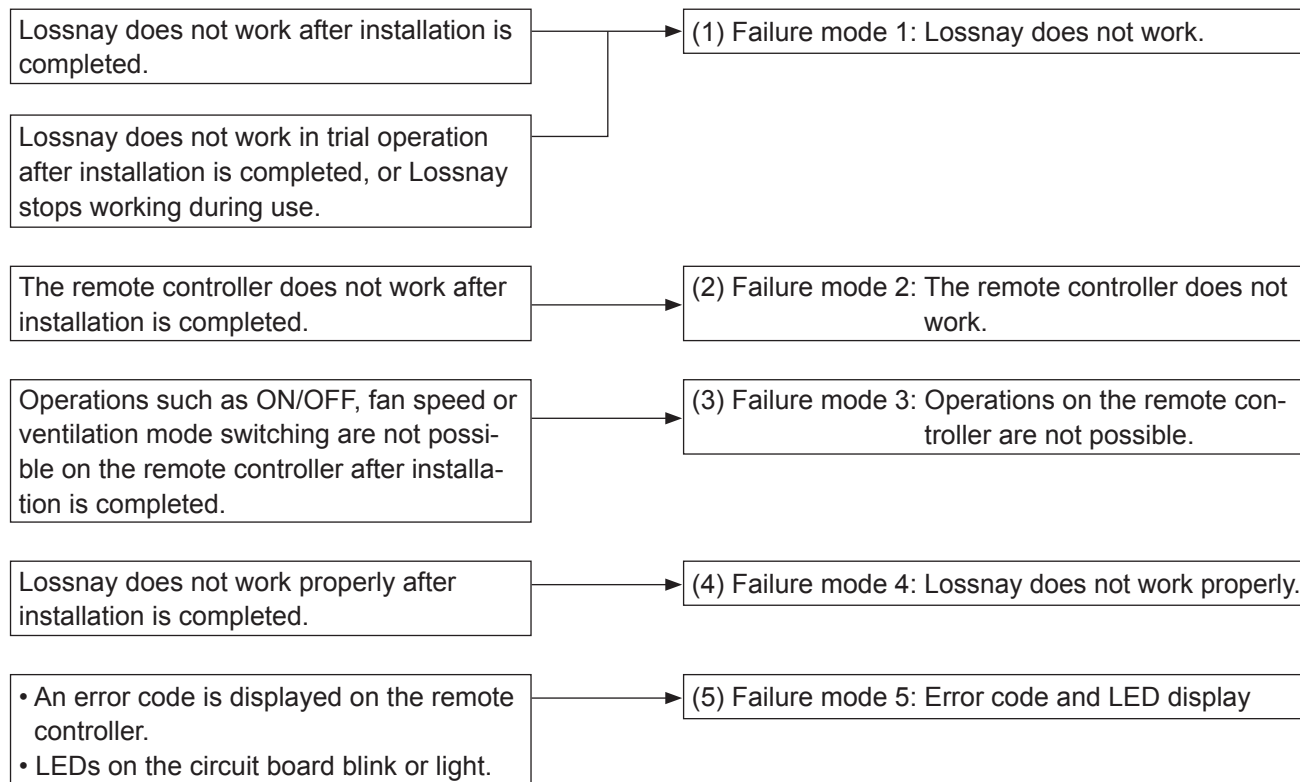 Lossnay does not work after installation is
completed.
(1) Failure mode 1: Lossnay does not work.
Lossnay does not work in trial operation
after installation is completed, or Lossnay
stops working during use.
The remote controller does not work after
installation is completed.
(2) Failure mode 2: The remote controller does not
work.
Operations such as ON/OFF, fan speed or
ventilation mode switching are not possi-
ble on the remote controller after installa-
tion is completed.
(3) Failure mode 3: Operations on the remote con-
troller are not possible.
Lossnay does not work properly after
installation is completed.
(4) Failure mode 4: Lossnay does not work properly.
• An error code is displayed on the remote
controller.
• LEDs on the circuit board blink or light.
(5) Failure mode 5: Error code and LED display